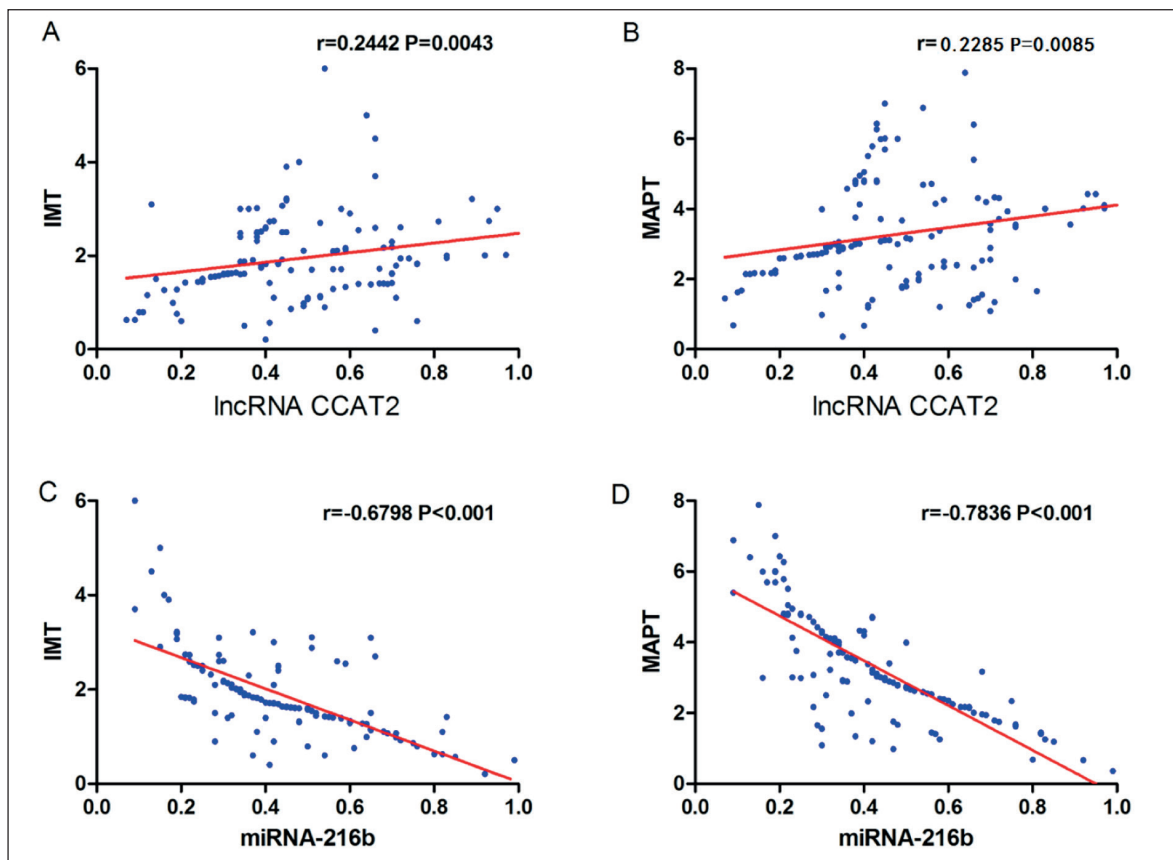 A
r=0.2442 P=0.0043
IMT
6
4
2
0
0.0 0.2 0.4 0.6 0.8 1.0
lncRNA CCAT2
B
r= 0.2285 P=0.0085
MAPT
8
6
4
2
0
0.0 0.2 0.4 0.6 0.8 1.0
lncRNA CCAT2
C
r=-0.6798 P<0.001
IMT
6
4
2
0
0.0 0.2 0.4 0.6 0.8 1.0
miRNA-216b
D
r=-0.7836 P<0.001
MAPT
8
6
4
2
0
0.0 0.2 0.4 0.6 0.8 1.0
miRNA-216b